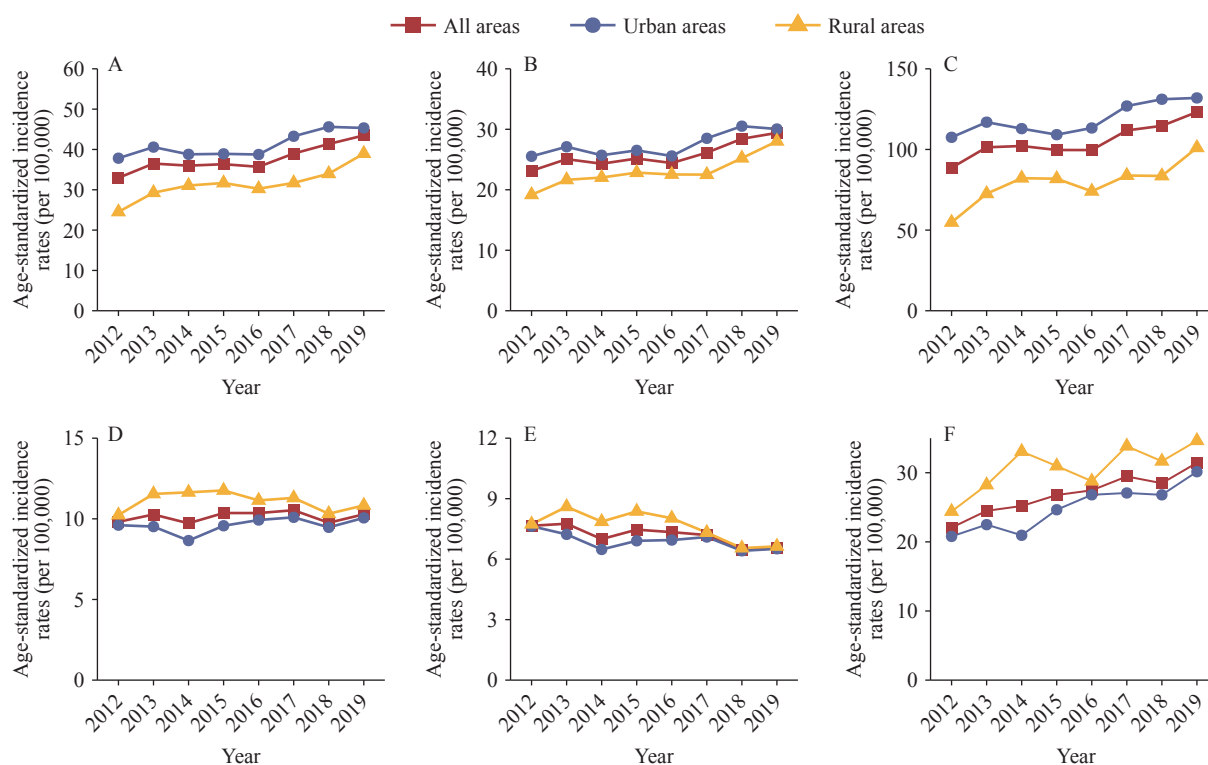 All areas Urban areas Rural areas
A
Age-standardized incidence
rates (per 100,000)
60
50
40
30
20
10
0
2012 2013 2014 2015 2016 2017 2018 2019
Year
B
Age-standardized incidence
rates (per 100,000)
40
30
20
10
0
2012 2013 2014 2015 2016 2017 2018 2019
Year
C
Age-standardized incidence
rates (per 100,000)
150
100
50
0
2012 2013 2014 2015 2016 2017 2018 2019
Year
D
Age-standardized incidence
rates (per 100,000)
15
10
5
0
2012 2013 2014 2015 2016 2017 2018 2019
Year
E
Age-standardized incidence
rates (per 100,000)
12
9
6
3
0
2012 2013 2014 2015 2016 2017 2018 2019
Year
F
Age-standardized incidence
rates (per 100,000)
30
20
10
0
2012 2013 2014 2015 2016 2017 2018 2019
Year